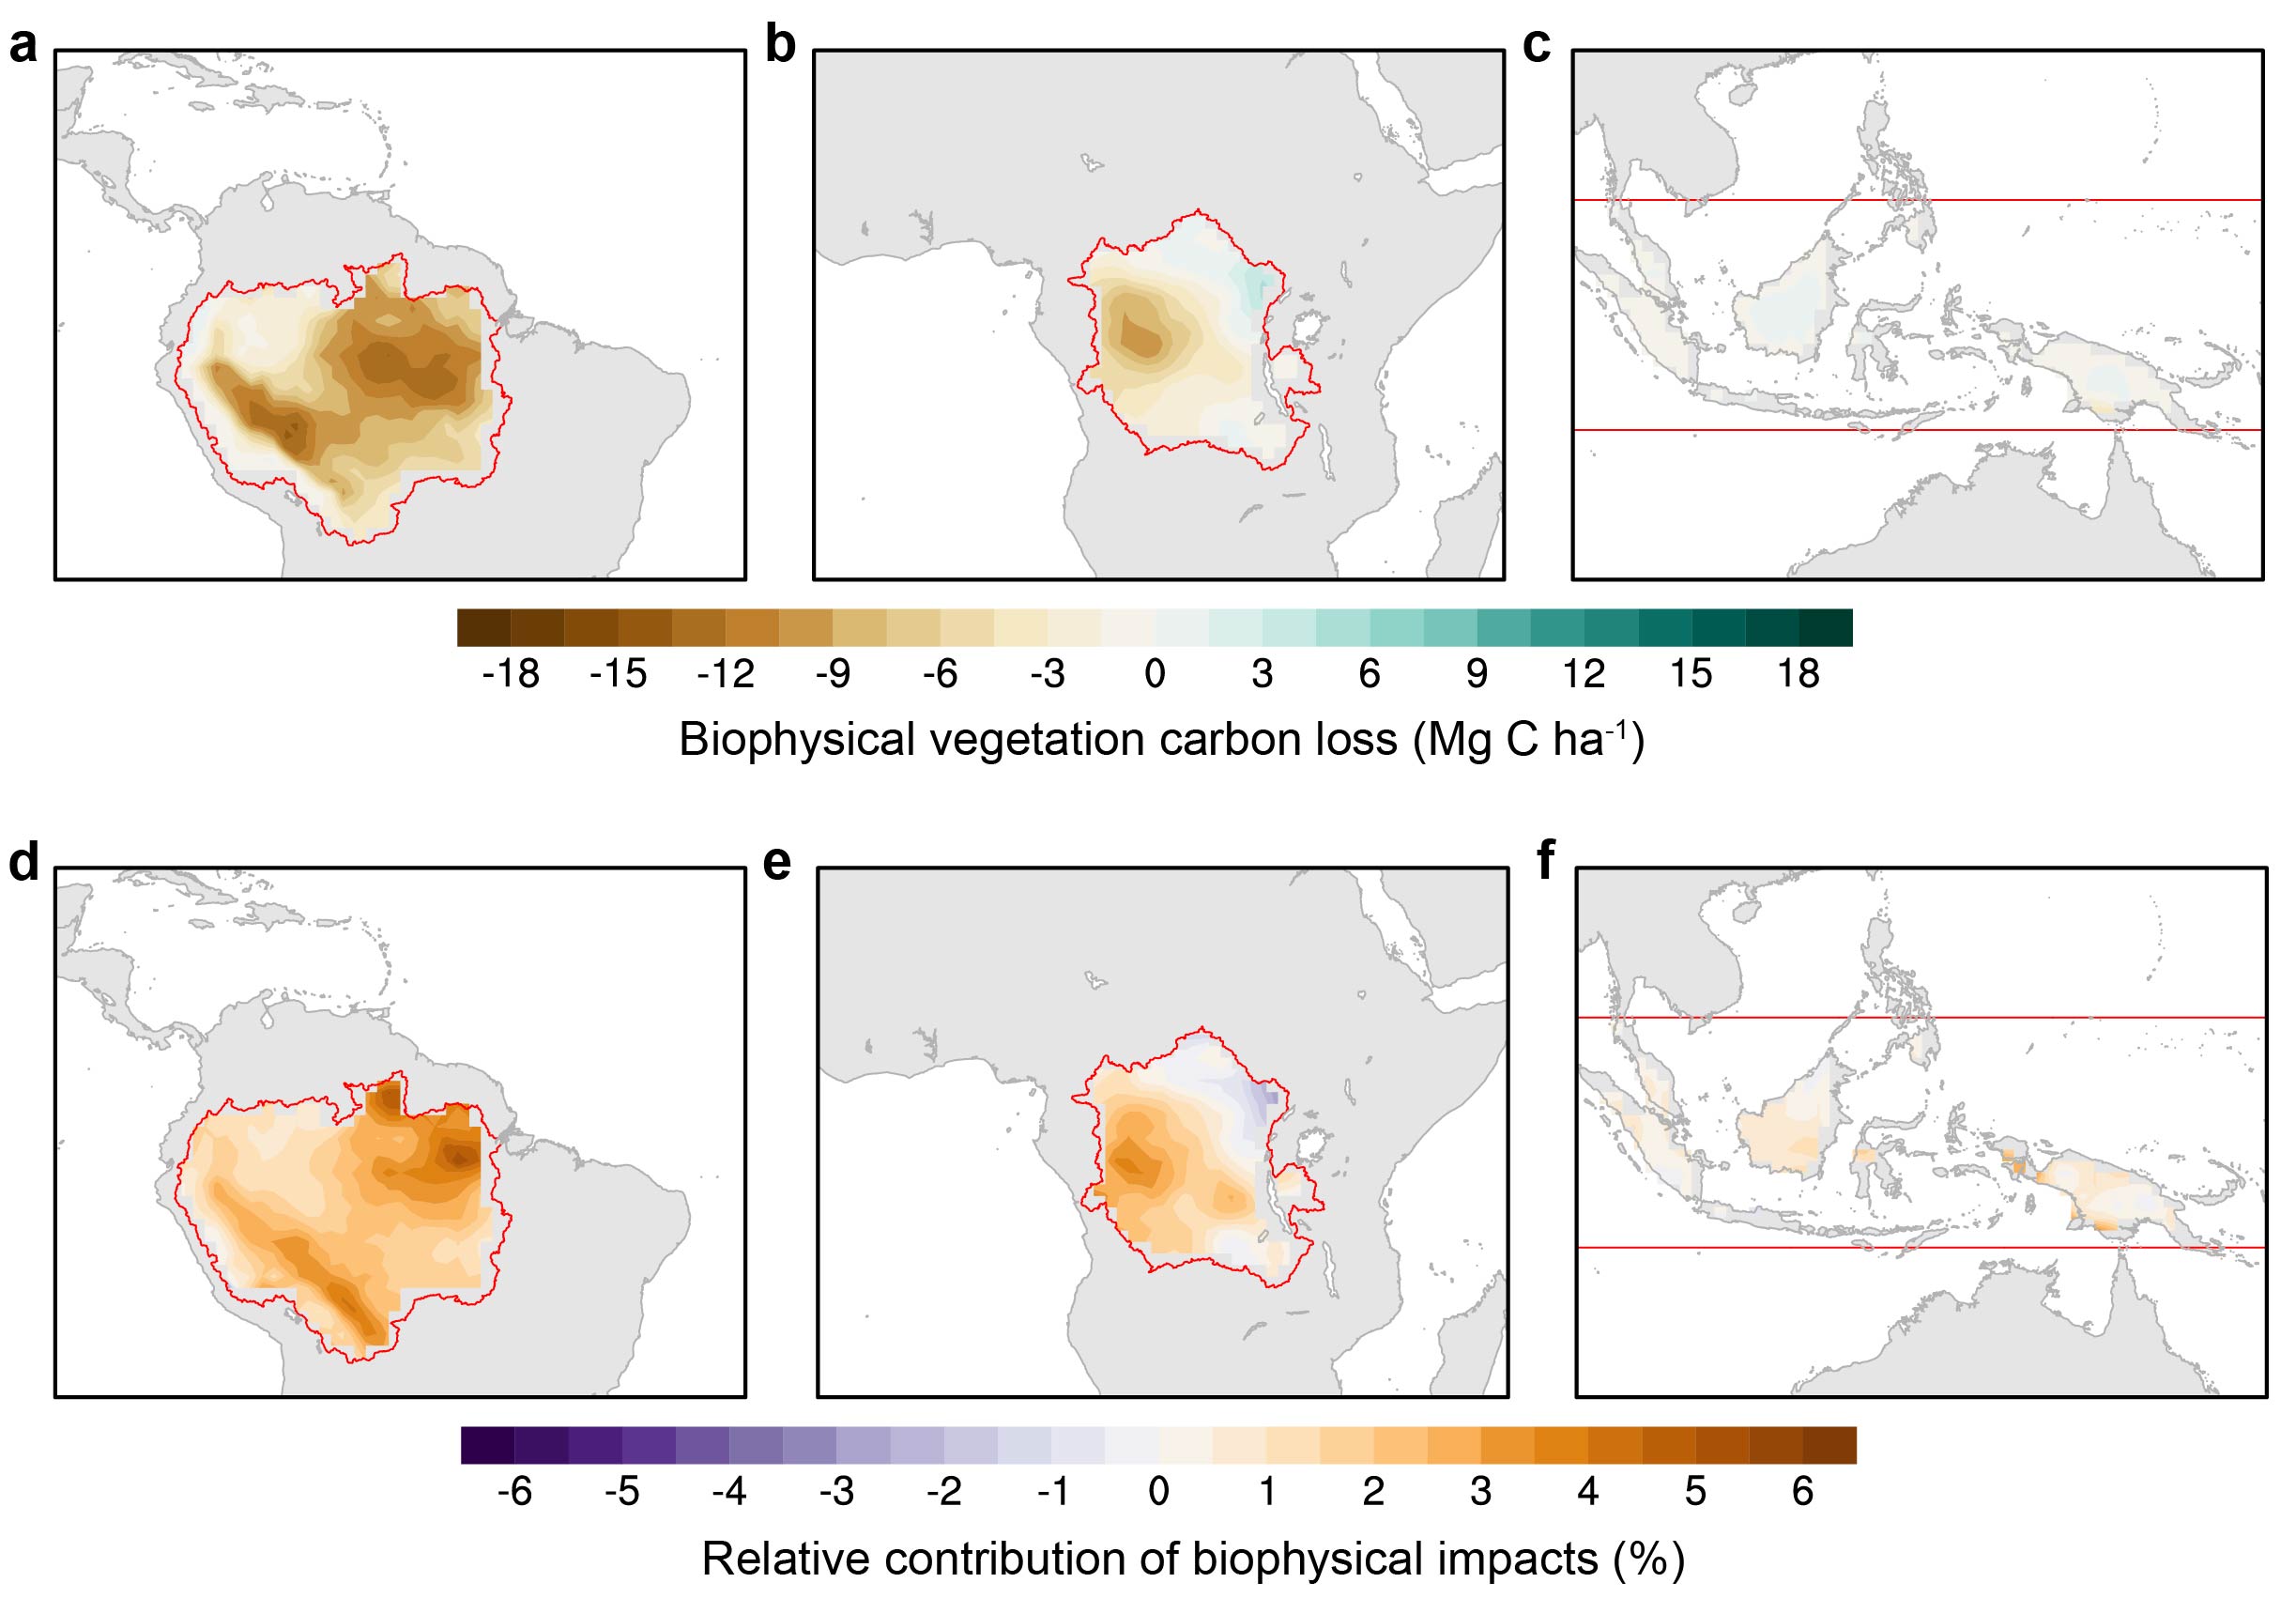 a b c
-18 -15 -12 -9 -6 -3 0 3 6 9 12 15 18
Biophysical vegetation carbon loss (Mg C ha⁻¹)
d e f
-6 -5 -4 -3 -2 -1 0 1 2 3 4 5 6
Relative contribution of biophysical impacts (%)